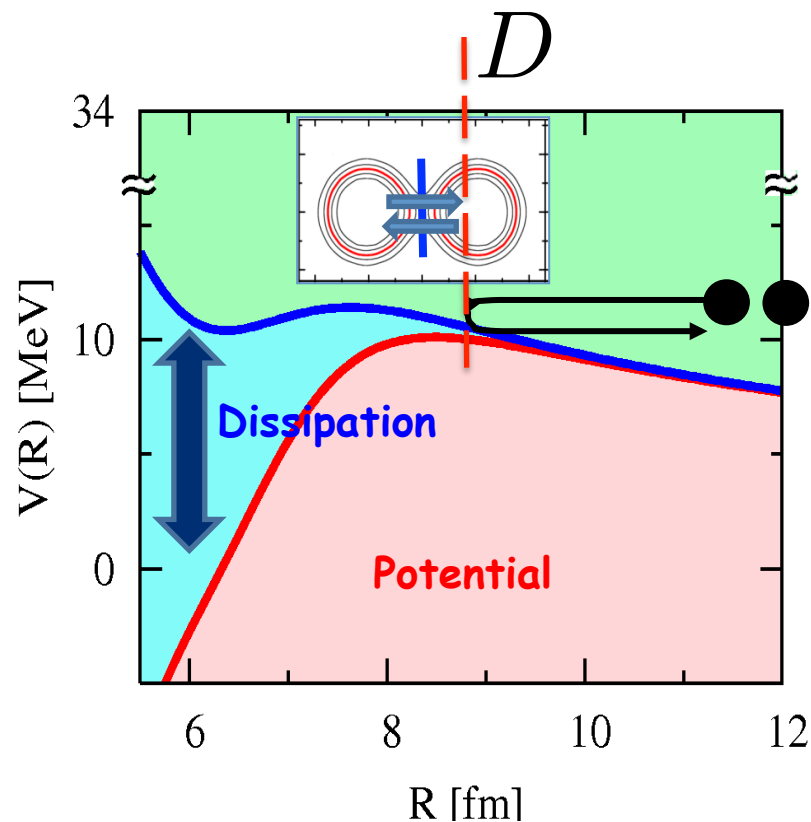 D
34
10
0
V(R) [MeV]
Dissipation
Potential
6
8
10
12
R [fm]